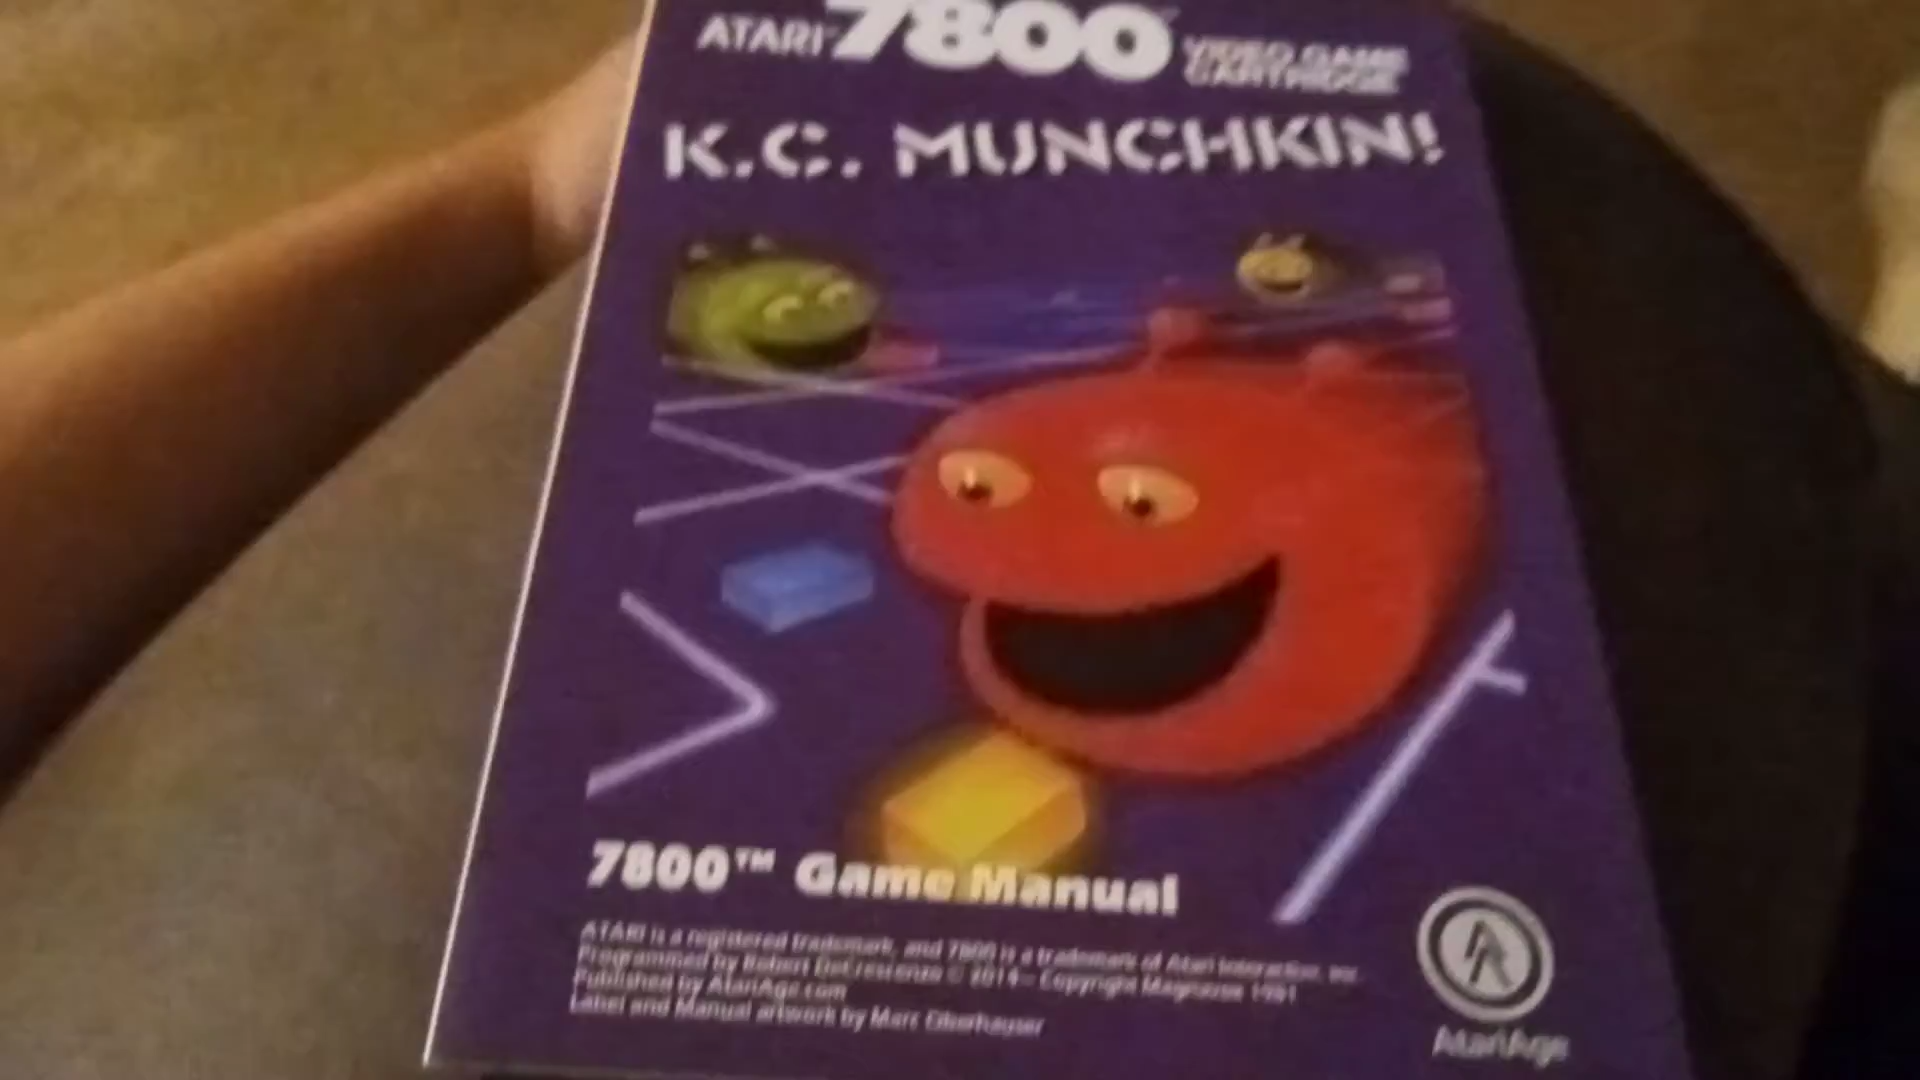 ATARI 7800 VIDEO GAME CARTRIDGE
K.C. MUNCHKIN!
7800™ Game Manual
ATARI is a registered trademark, and 7800 is a trademark of Atari Interactive, Inc.
Programmed by Robert DeCrescenzo © 2014 - Copyright Magnavox 1981
Published by AtariAge.com
Label and Manual artwork by Marc Oberhauser
AtariAge